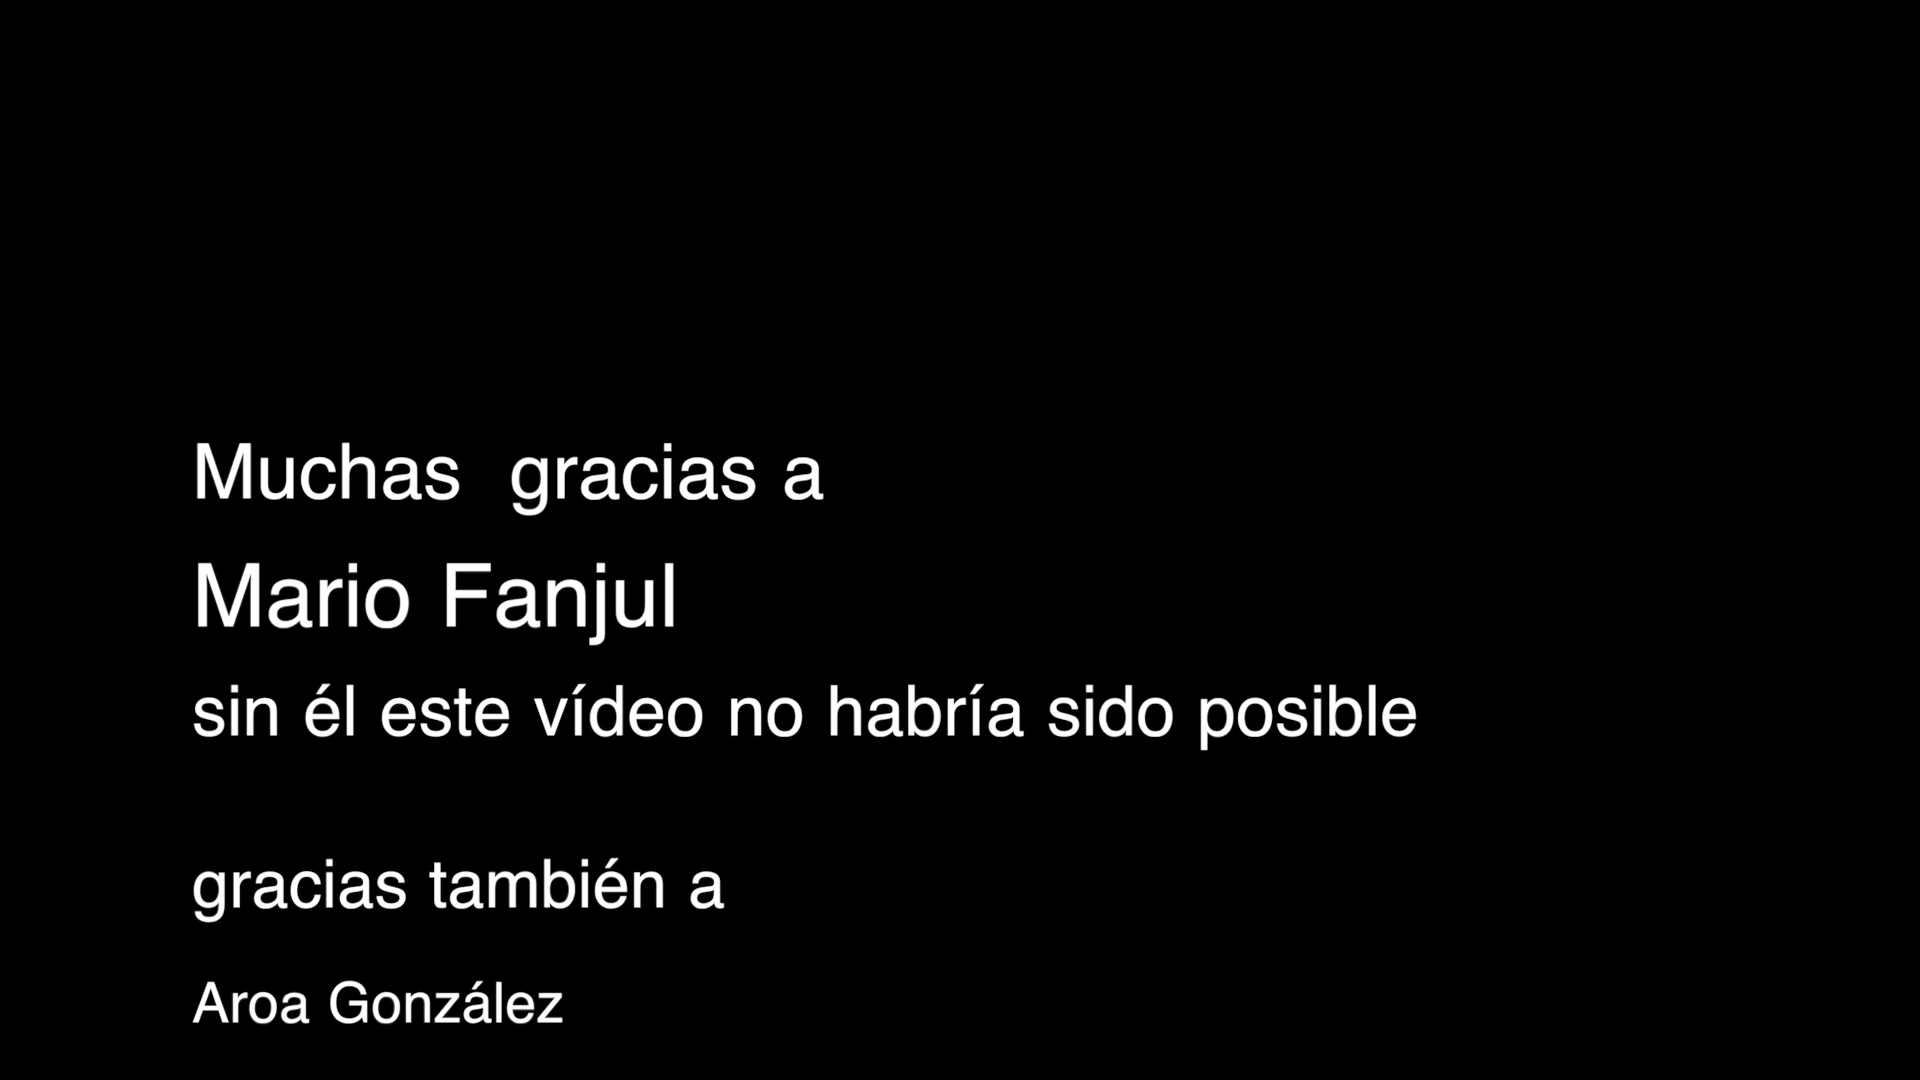 Muchas  gracias a
Mario Fanjul
sin él este vídeo no habría sido posible
gracias también a
Aroa González